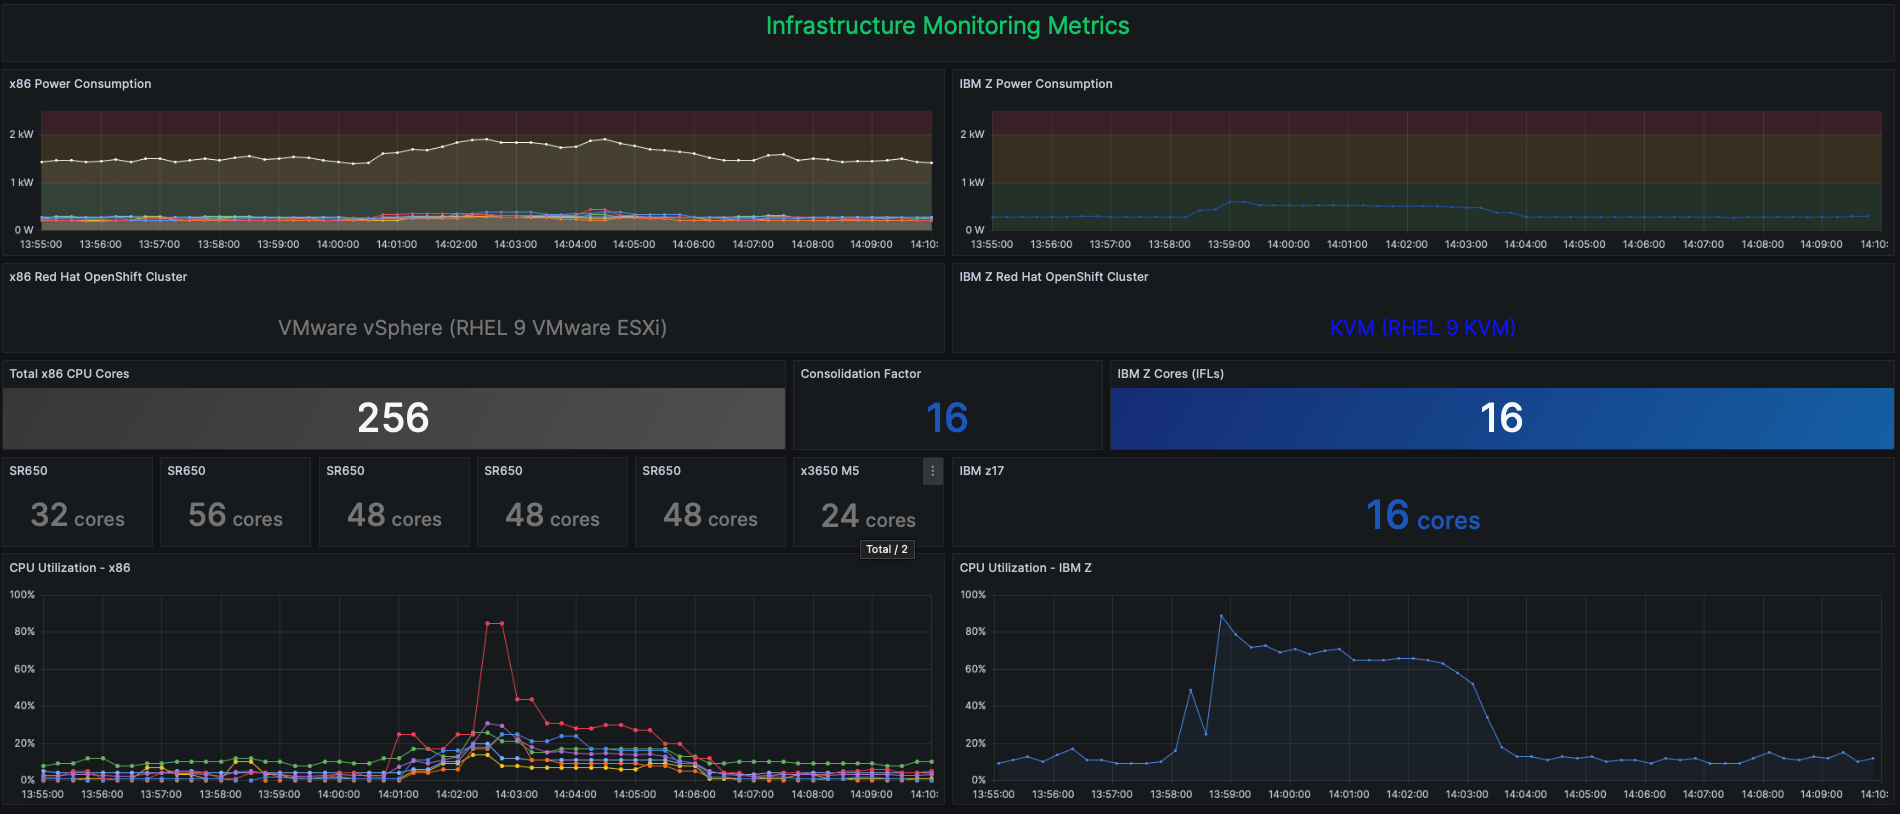 Infrastructure Monitoring Metrics
x86 Power Consumption
2 kW
1 kW
0 W
13:55:00 13:56:00 13:57:00 13:58:00 13:59:00 14:00:00 14:01:00 14:02:00 14:03:00 14:04:00 14:05:00 14:06:00 14:07:00 14:08:00 14:09:00 14:10:
IBM Z Power Consumption
2 kW
1 kW
0 W
13:55:00 13:56:00 13:57:00 13:58:00 13:59:00 14:00:00 14:01:00 14:02:00 14:03:00 14:04:00 14:05:00 14:06:00 14:07:00 14:08:00 14:09:00 14:10:
x86 Red Hat OpenShift Cluster
VMware vSphere (RHEL 9 VMware ESXi)
IBM Z Red Hat OpenShift Cluster
KVM (RHEL 9 KVM)
Total x86 CPU Cores
256
Consolidation Factor
16
IBM Z Cores (IFLs)
16
SR650
32 cores
SR650
56 cores
SR650
48 cores
SR650
48 cores
SR650
48 cores
x3650 M5
24 cores
Total / 2
IBM z17
16 cores
CPU Utilization - x86
100%
80%
60%
40%
20%
0%
13:55:00 13:56:00 13:57:00 13:58:00 13:59:00 14:00:00 14:01:00 14:02:00 14:03:00 14:04:00 14:05:00 14:06:00 14:07:00 14:08:00 14:09:00 14:10:
CPU Utilization - IBM Z
100%
80%
60%
40%
20%
0%
13:55:00 13:56:00 13:57:00 13:58:00 13:59:00 14:00:00 14:01:00 14:02:00 14:03:00 14:04:00 14:05:00 14:06:00 14:07:00 14:08:00 14:09:00 14:10: